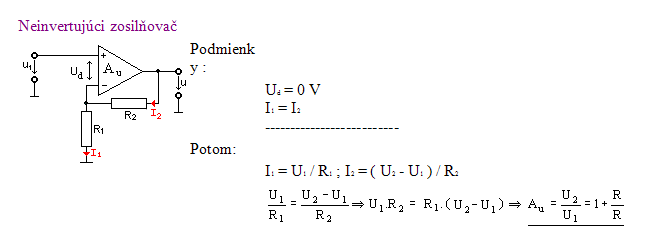 Neinvertujúci zosilňovač
u₁
U_d
+
-
A_u
u
R₂
I₂
R₁
I₁
Podmienk
y :
U_d = 0 V
I₁ = I₂
--------------------------
Potom:
I₁ = U₁ / R₁ ; I₂ = ( U₂ - U₁ ) / R₂
U₁/R₁ = (U₂ - U₁)/R₂ ⇒ U₁.R₂ = R₁.(U₂-U₁) ⇒ A_u = U₂/U₁ = 1 + R/R